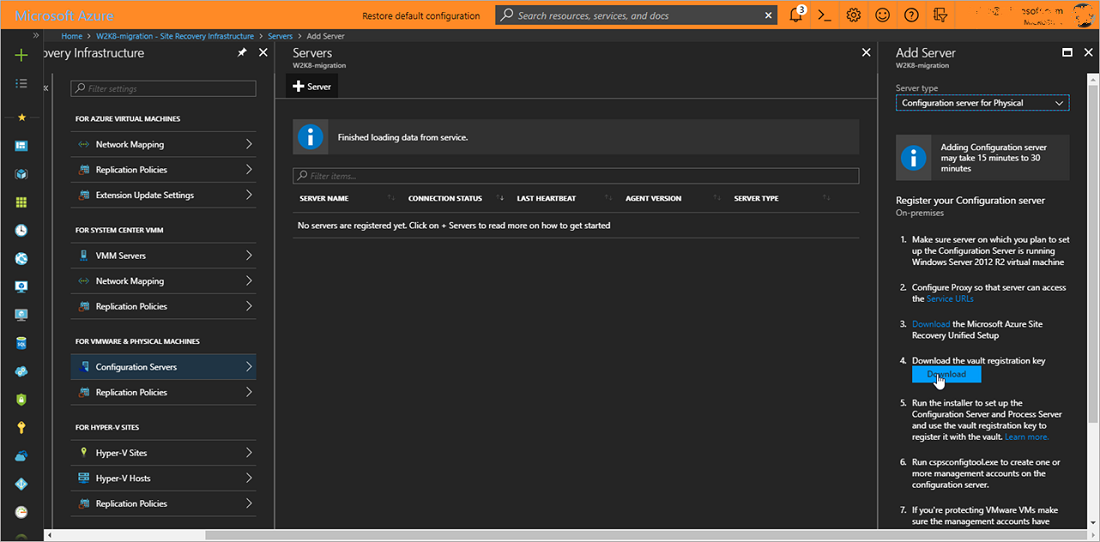 Microsoft Azure
Restore default configuration
Search resources, services, and docs
3
Home > W2K8-migration - Site Recovery Infrastructure > Servers > Add Server
overy Infrastructure
Filter settings
FOR AZURE VIRTUAL MACHINES
Network Mapping
Replication Policies
Extension Update Settings
FOR SYSTEM CENTER VMM
VMM Servers
Network Mapping
Replication Policies
FOR VMWARE & PHYSICAL MACHINES
Configuration Servers
Replication Policies
FOR HYPER-V SITES
Hyper-V Sites
Hyper-V Hosts
Replication Policies
Servers
W2K8-migration
Server
Finished loading data from service.
Filter items...
SERVER NAME CONNECTION STATUS LAST HEARTBEAT AGENT VERSION SERVER TYPE
No servers are registered yet. Click on + Servers to read more on how to get started
Add Server
W2K8-migration
Server type
Configuration server for Physical
Adding Configuration server
may take 15 minutes to 30
minutes
Register your Configuration server
On-premises
1. Make sure server on which you plan to set
up the Configuration Server is running
Windows Server 2012 R2 virtual machine
2. Configure Proxy so that server can access
the Service URLs
3. Download the Microsoft Azure Site
Recovery Unified Setup
4. Download the vault registration key
Download
5. Run the installer to set up the
Configuration Server and Process Server
and use the vault registration key to
register it with the vault. Learn more.
6. Run cspsconfigtool.exe to create one or
more management accounts on the
configuration server.
7. If you're protecting VMware VMs make
sure the management accounts have